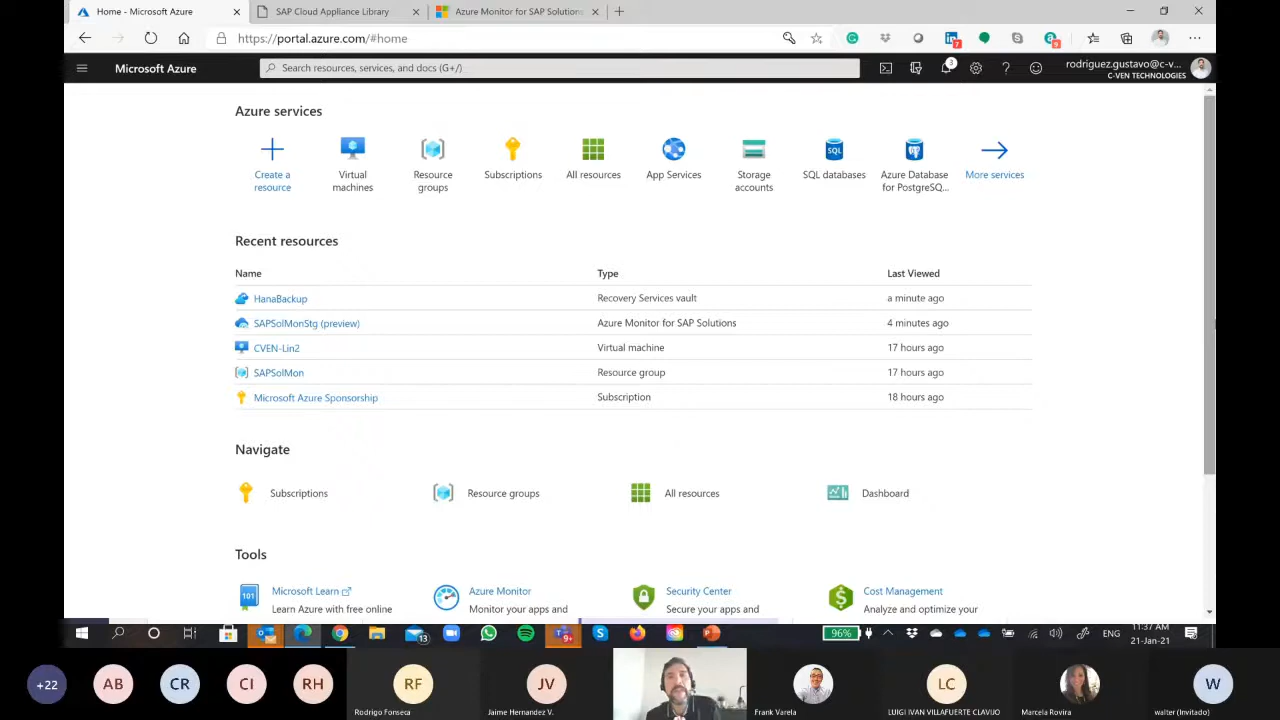 Home - Microsoft Azure
SAP Cloud Appliance Library
Azure Monitor for SAP Solutions
https://portal.azure.com/#home
7
9
Microsoft Azure
Search resources, services, and docs (G+/)
3
rodriguez.gustavo@c-v...
C-VEN TECHNOLOGIES
Azure services
Create a resource
Virtual machines
Resource groups
Subscriptions
All resources
App Services
Storage accounts
SQL
SQL databases
Azure Database for PostgreSQ...
More services
Recent resources
Name Type Last Viewed
HanaBackup Recovery Services vault a minute ago
SAPSolMonStg (preview) Azure Monitor for SAP Solutions 4 minutes ago
CVEN-Lin2 Virtual machine 17 hours ago
SAPSolMon Resource group 17 hours ago
Microsoft Azure Sponsorship Subscription 18 hours ago
Navigate
Subscriptions Resource groups All resources Dashboard
Tools
101
Microsoft Learn
Learn Azure with free online
Azure Monitor
Monitor your apps and
Security Center
Secure your apps and
Cost Management
Analyze and optimize your
13
9+
96%
ENG
11:37 AM
21-Jan-21
+22 AB CR CI RH RF JV LC W
Rodrigo Fonseca
Jaime Hernandez V.
Frank Varela
LUIGI IVAN VILLAFUERTE CLAVIJO
Marcela Rovira
walter (Invitado)